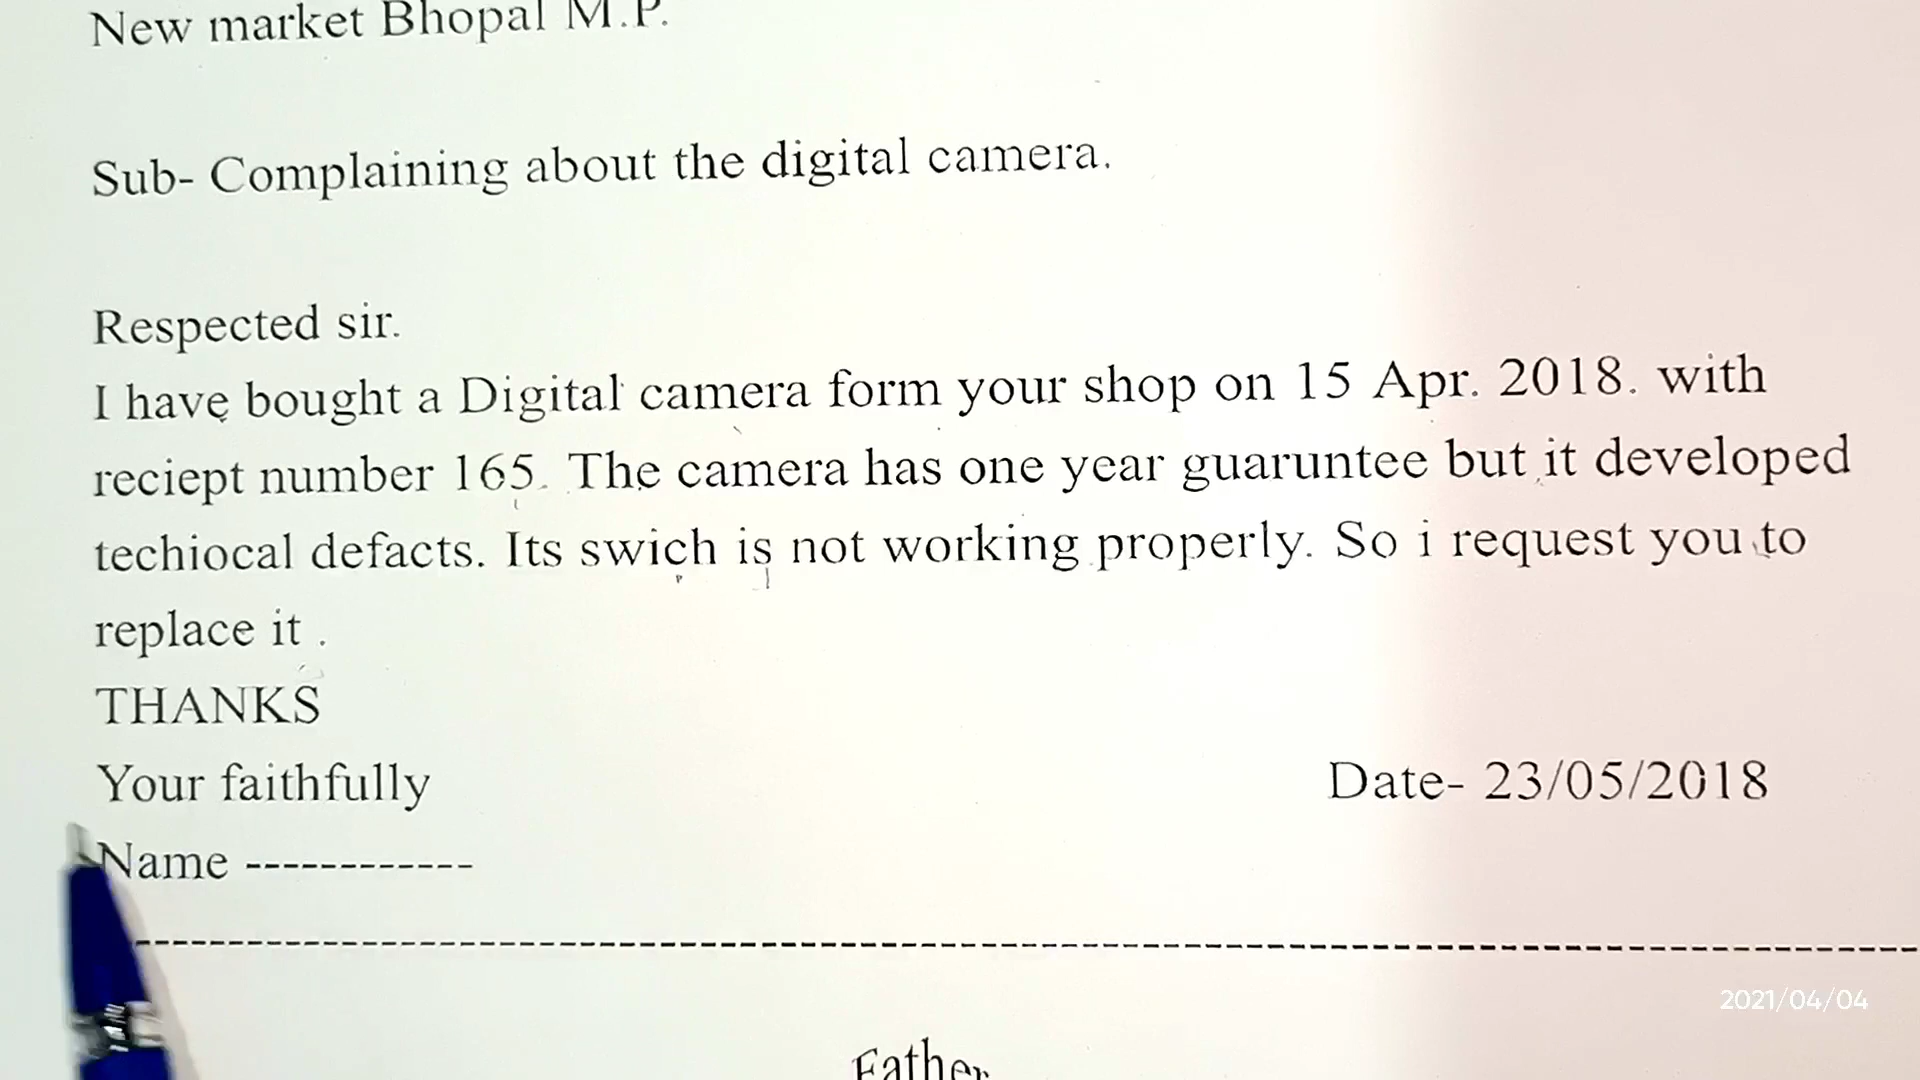 New market Bhopal M.P.
Sub- Complaining about the digital camera.
Respected sir.
I have bought a Digital camera form your shop on 15 Apr. 2018. with
reciept number 165. The camera has one year guaruntee but it developed
techiocal defacts. Its swich is not working properly. So i request you to
replace it .
THANKS
Your faithfully
Date- 23/05/2018
Name ------------
--------------------------------------------------------------------------------
2021/04/04
Father